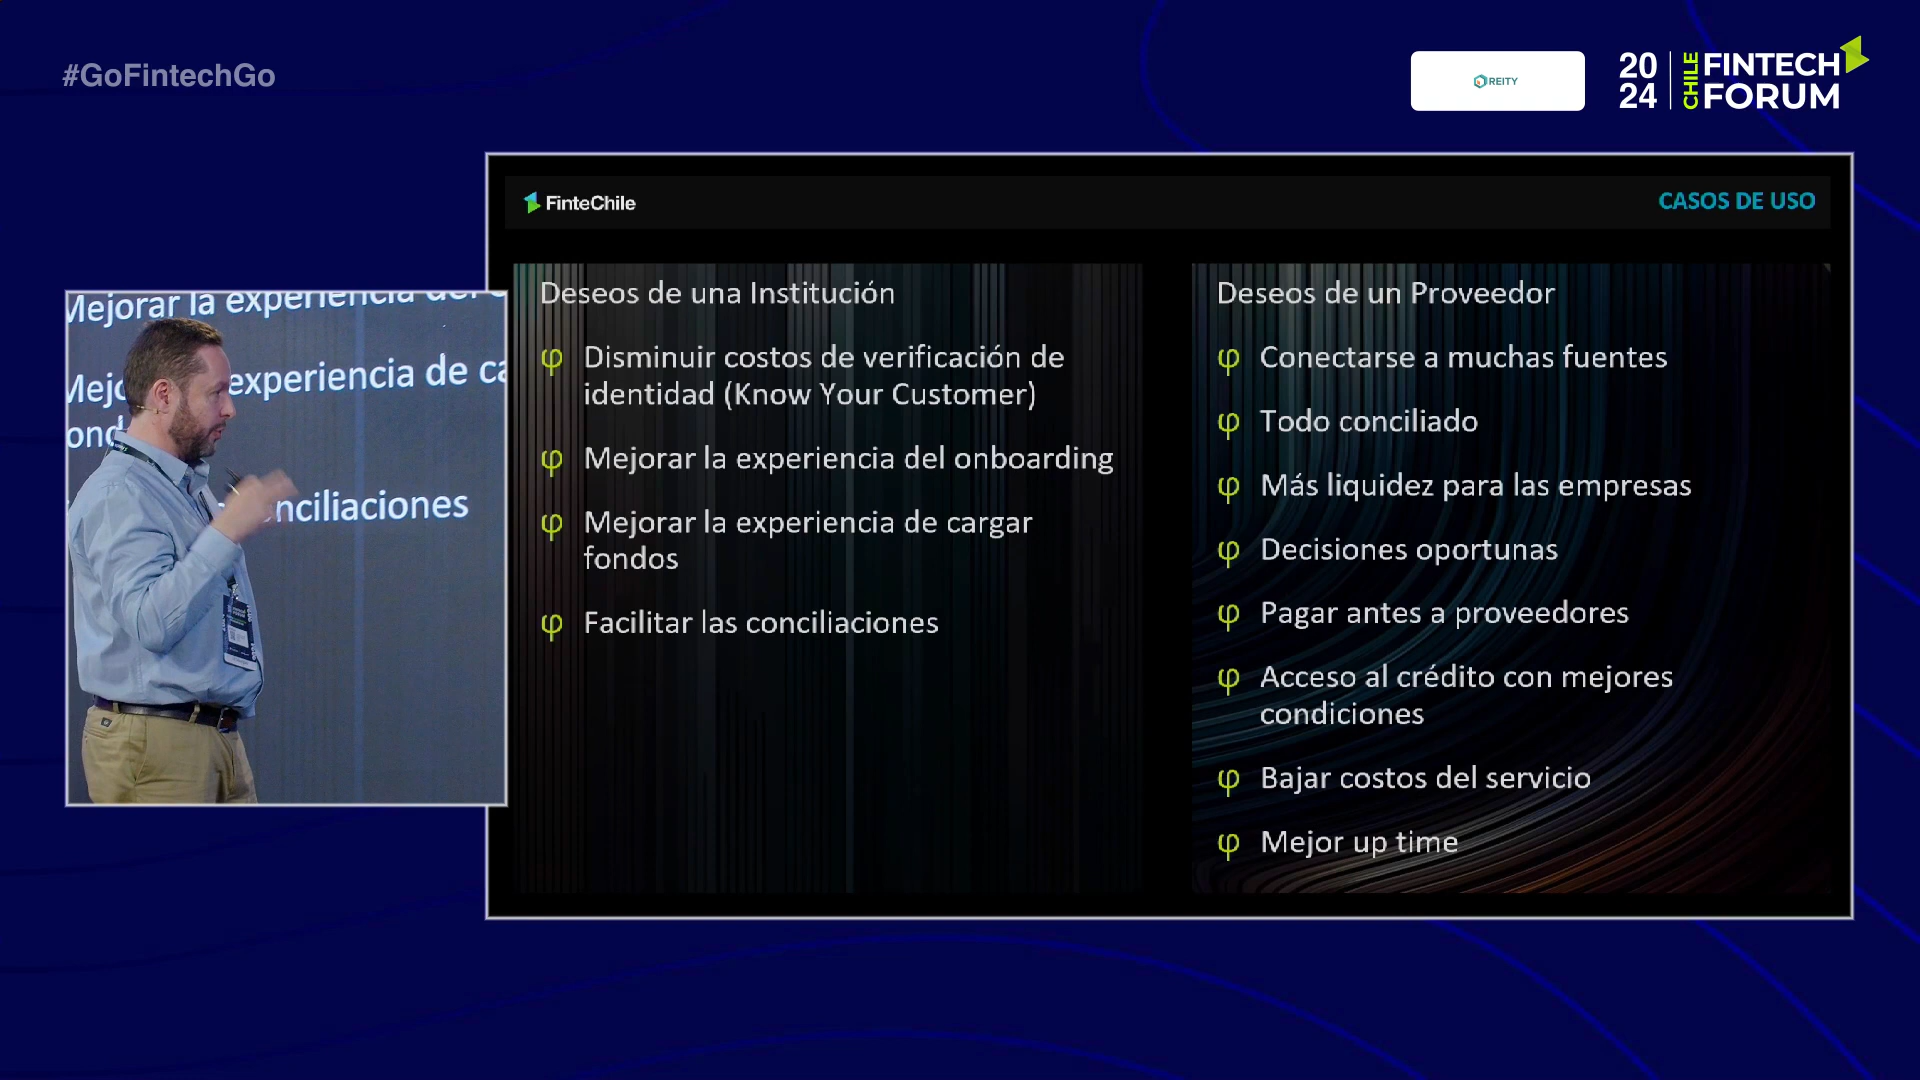 #GoFintechGo
REITY
20
24
CHILE
FINTECH
FORUM
FinteChile
CASOS DE USO
Mejorar la experiencia del
experiencia de ca
nciliaciones
Deseos de una Institución
φ Disminuir costos de verificación de
identidad (Know Your Customer)
φ Mejorar la experiencia del onboarding
φ Mejorar la experiencia de cargar
fondos
φ Facilitar las conciliaciones
Deseos de un Proveedor
φ Conectarse a muchas fuentes
φ Todo conciliado
φ Más liquidez para las empresas
φ Decisiones oportunas
φ Pagar antes a proveedores
φ Acceso al crédito con mejores
condiciones
φ Bajar costos del servicio
φ Mejor up time